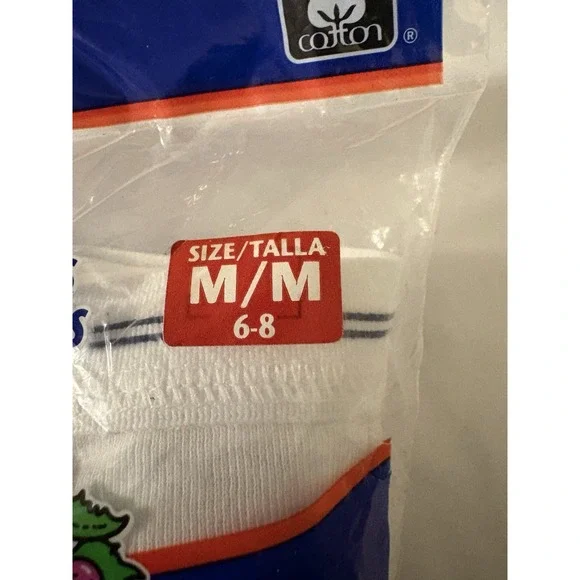 cotton ®
SIZE/TALLA
M/M
6-8